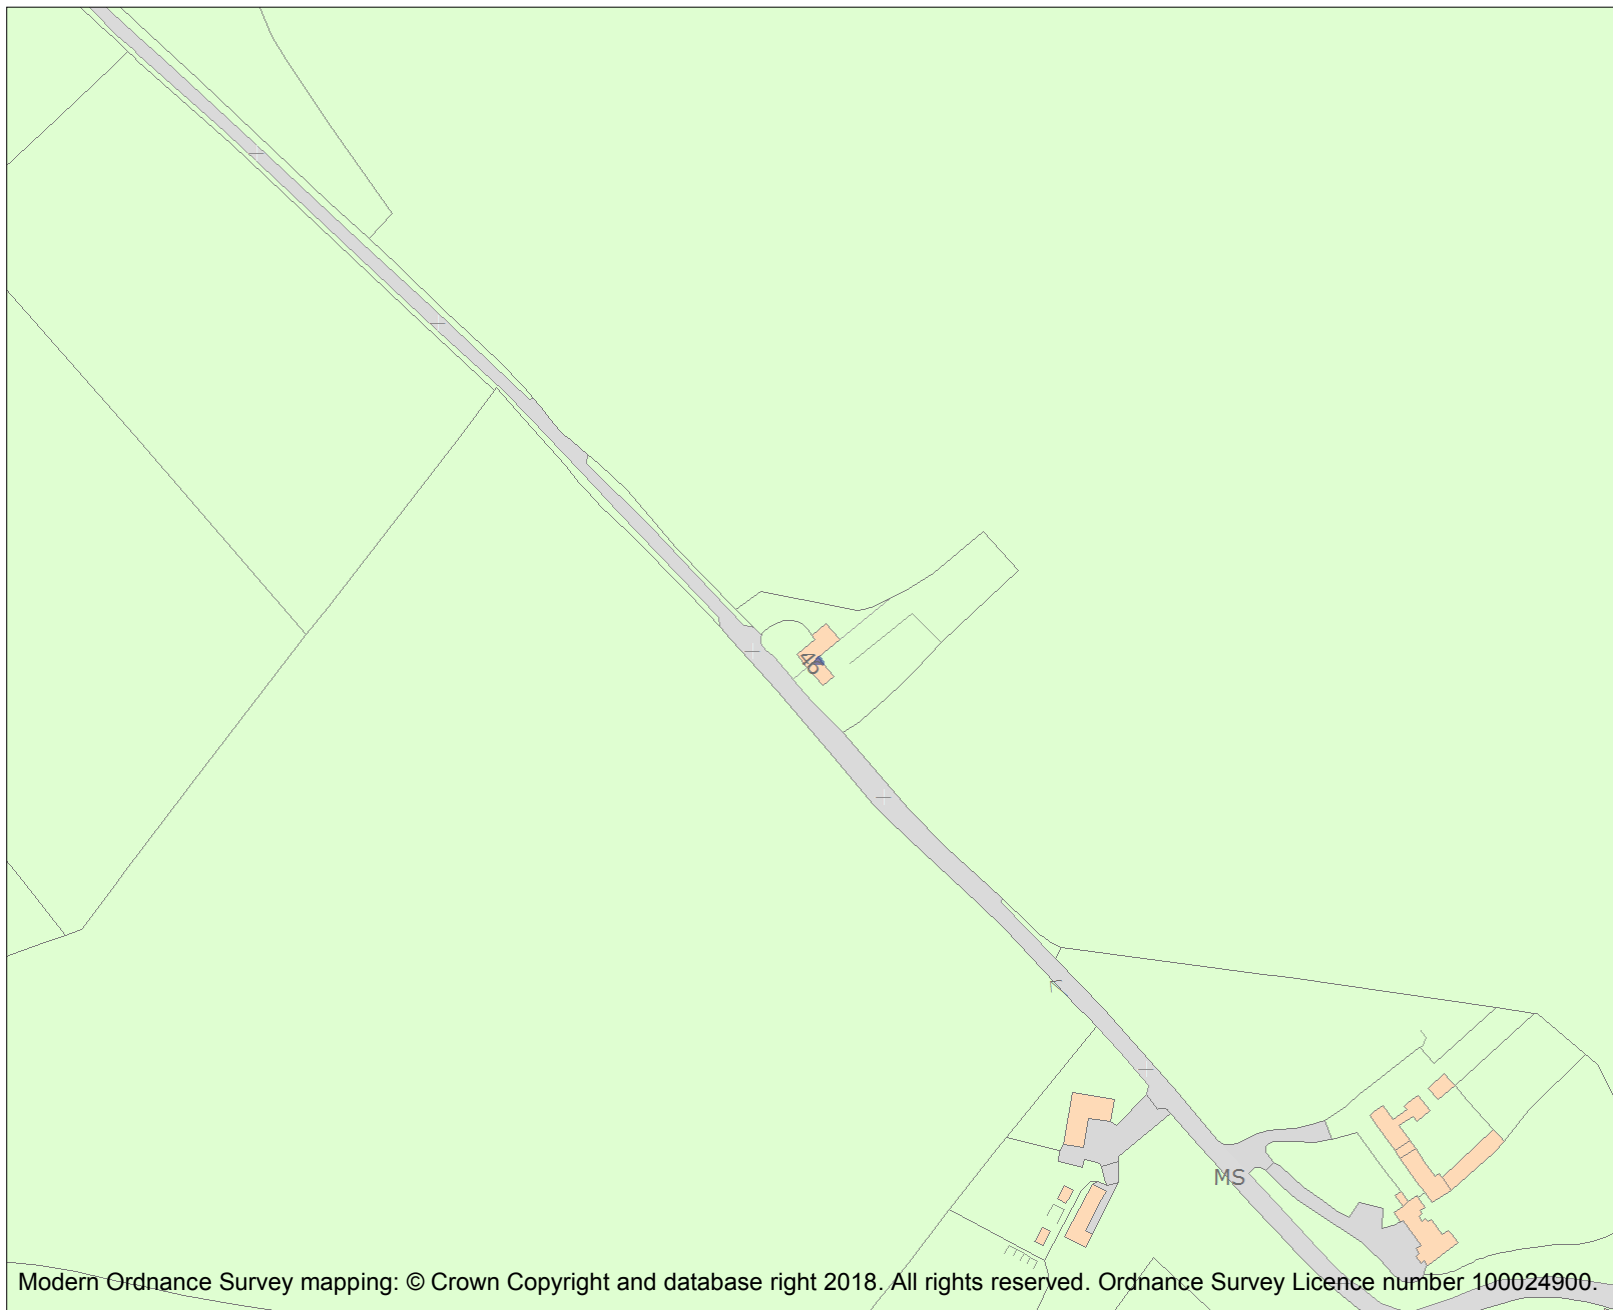 46
MS
Modern Ordnance Survey mapping: © Crown Copyright and database right 2018. All rights reserved. Ordnance Survey Licence number 100024900.